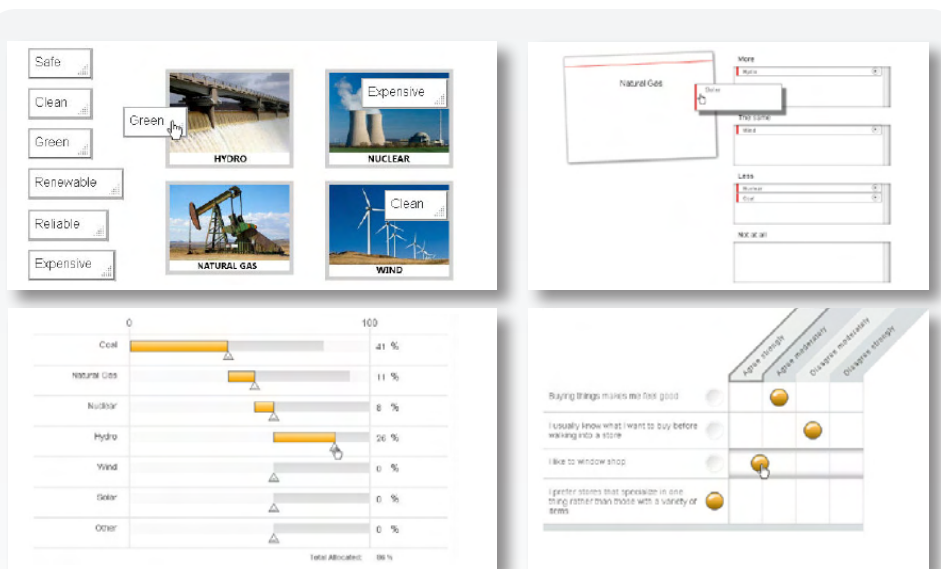 Safe
Clean
Green
Renewable
Reliable
Expensive
Green
HYDRO
Expensive
NUCLEAR
NATURAL GAS
Clean
WIND
Natural Gas
Solar
More
Hydro
The same
Wind
Less
Nuclear
Coal
Not at all
0
100
Coal
41 %
Natural Gas
11 %
Nuclear
8 %
Hydro
26 %
Wind
0 %
Solar
0 %
Other
0 %
Total Allocated: 86 %
Agree strongly
Agree moderately
Disagree moderately
Disagree strongly
Buying things makes me feel good
I usually know what I want to buy before
walking into a store
I like to window shop
I prefer stores that specialize in one
thing rather than those with a variety of
items